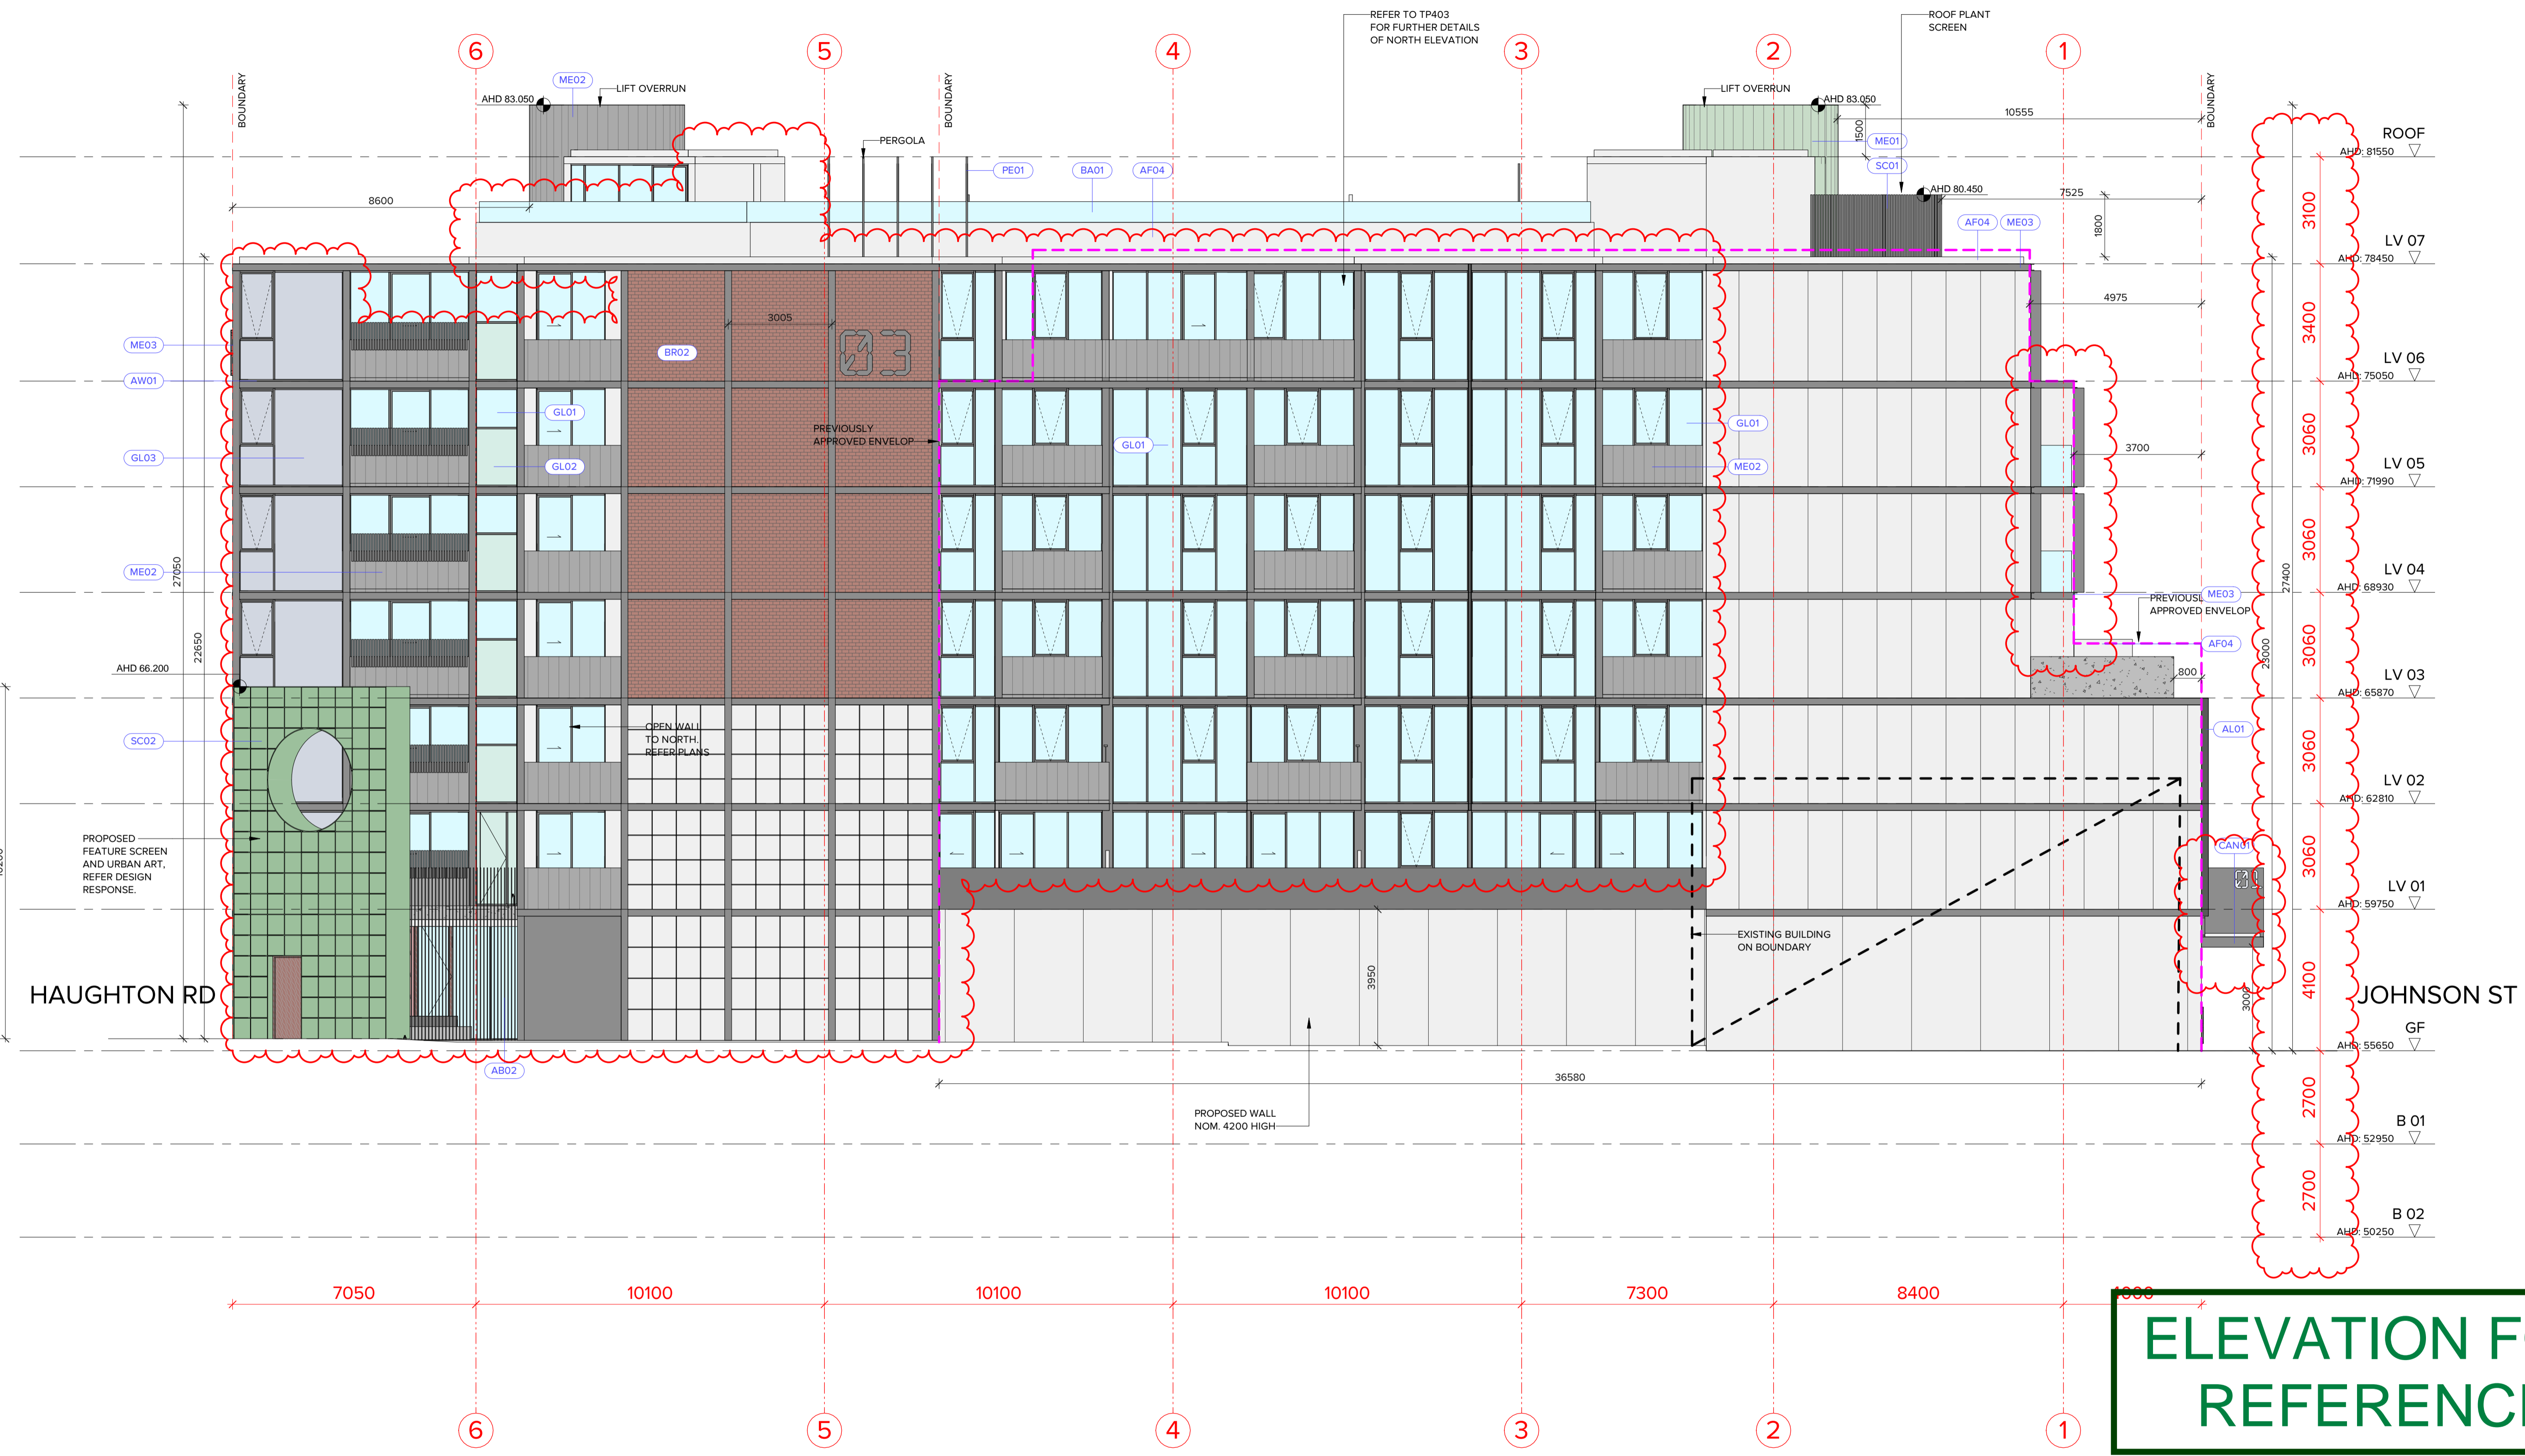 REFER TO TP403
FOR FURTHER DETAILS
OF NORTH ELEVATION
ROOF PLANT
SCREEN
6
5
4
3
2
1
BOUNDARY
BOUNDARY
BOUNDARY
ME02
LIFT OVERRUN
AHD 83.050
LIFT OVERRUN
AHD 83.050
10555
1500
ME01
SC01
ROOF
AHD: 81550
PERGOLA
PE01
BA01
AF04
8600
AHD 80.450
7525
1800
AF04
ME03
3100
LV 07
AHD: 78450
4975
3400
3005
03
ME03
BR02
AW01
LV 06
AHD: 75050
GL01
PREVIOUSLY
APPROVED ENVELOP
GL01
GL01
3060
GL03
GL02
ME02
3700
LV 05
AHD: 71990
ME02
27050
3060
27400
LV 04
AHD: 68930
ME03
PREVIOUSL
APPROVED ENVELOP
22650
AF04
23000
3060
AHD 66.200
800
LV 03
AHD: 65870
SC02
OPEN WALL
TO NORTH.
REFER PLANS
AL01
3060
LV 02
AHD: 62810
PROPOSED
FEATURE SCREEN
AND URBAN ART,
REFER DESIGN
RESPONSE.
CAN01
3060
01
LV 01
AHD: 59750
EXISTING BUILDING
ON BOUNDARY
3950
3000
4100
HAUGHTON RD
JOHNSON ST
GF
AHD: 55650
AB02
36580
PROPOSED WALL
NOM. 4200 HIGH
2700
B 01
AHD: 52950
2700
B 02
AHD: 50250
7050
10100
10100
10100
7300
8400
ELEVATION
REFERENC
6
5
4
3
2
1